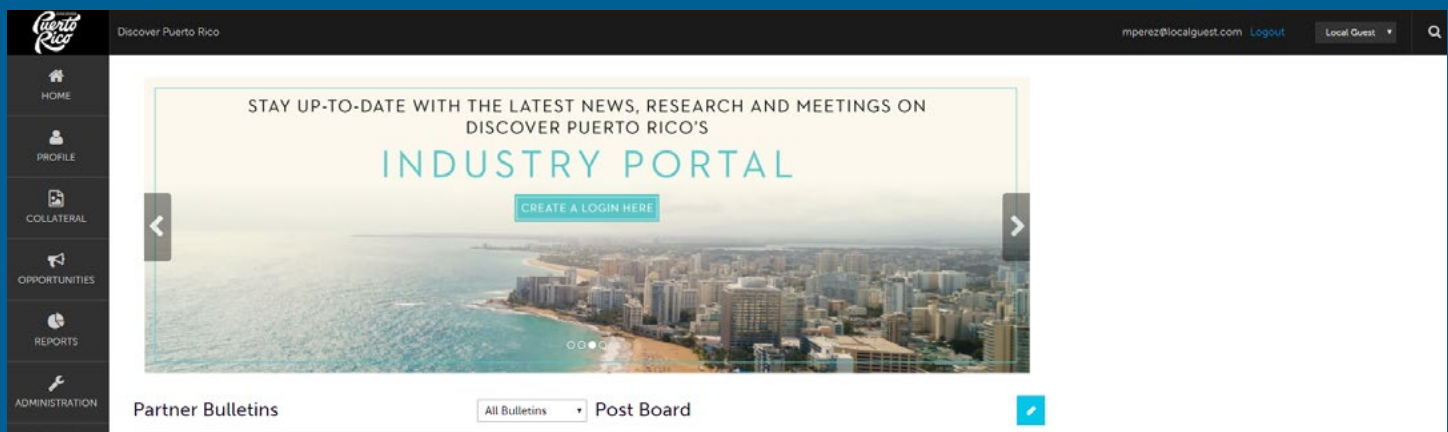 Puerto
Rico
Discover Puerto Rico
mperez@localguest.com Logout
Local Guest
HOME
PROFILE
COLLATERAL
OPPORTUNITIES
REPORTS
ADMINISTRATION
STAY UP-TO-DATE WITH THE LATEST NEWS, RESEARCH AND MEETINGS ON
DISCOVER PUERTO RICO'S
INDUSTRY PORTAL
CREATE A LOGIN HERE
Partner Bulletins
All Bulletins
Post Board